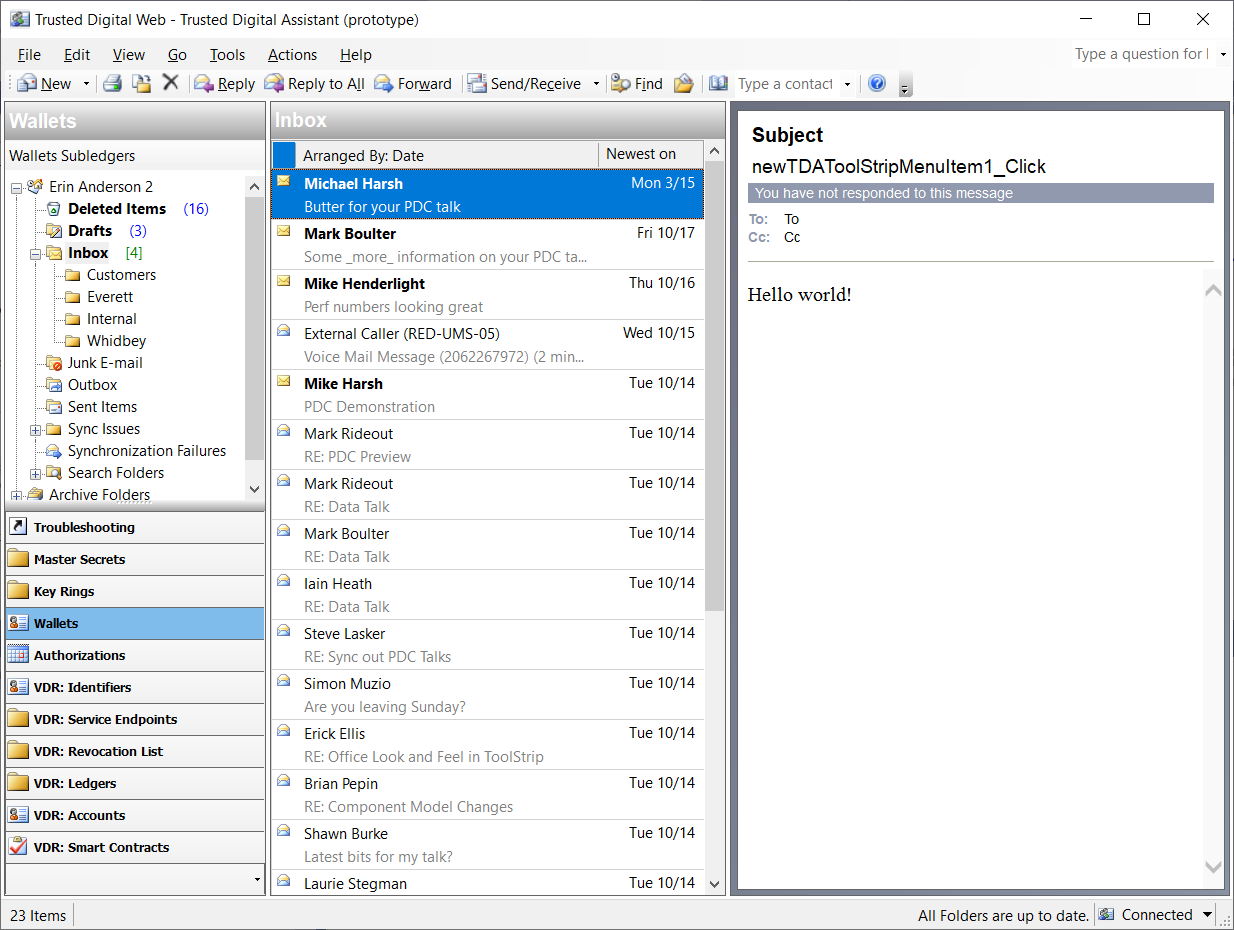 Trusted Digital Web - Trusted Digital Assistant (prototype)
File Edit View Go Tools Actions Help
Type a question for
New Reply Reply to All Forward Send/Receive Find Type a contact
Wallets
Wallets Subledgers
Erin Anderson 2
Deleted Items (16)
Drafts (3)
Inbox [4]
Customers
Everett
Internal
Whidbey
Junk E-mail
Outbox
Sent Items
Sync Issues
Synchronization Failures
Search Folders
Archive Folders
Troubleshooting
Master Secrets
Key Rings
Wallets
Authorizations
VDR: Identifiers
VDR: Service Endpoints
VDR: Revocation List
VDR: Ledgers
VDR: Accounts
VDR: Smart Contracts
Inbox
Arranged By: Date Newest on
Michael Harsh Mon 3/15
Butter for your PDC talk
Mark Boulter Fri 10/17
Some _more_ information on your PDC ta...
Mike Henderlight Thu 10/16
Perf numbers looking great
External Caller (RED-UMS-05) Wed 10/15
Voice Mail Message (2062267972) (2 min...
Mike Harsh Tue 10/14
PDC Demonstration
Mark Rideout Tue 10/14
RE: PDC Preview
Mark Rideout Tue 10/14
RE: Data Talk
Mark Boulter Tue 10/14
RE: Data Talk
Iain Heath Tue 10/14
RE: Data Talk
Steve Lasker Tue 10/14
RE: Sync out PDC Talks
Simon Muzio Tue 10/14
Are you leaving Sunday?
Erick Ellis Tue 10/14
RE: Office Look and Feel in ToolStrip
Brian Pepin Tue 10/14
RE: Component Model Changes
Shawn Burke Tue 10/14
Latest bits for my talk?
Laurie Stegman Tue 10/14
Subject
newTDAToolStripMenuItem1_Click
You have not responded to this message
To: To
Cc: Cc
Hello world!
23 Items
All Folders are up to date. Connected